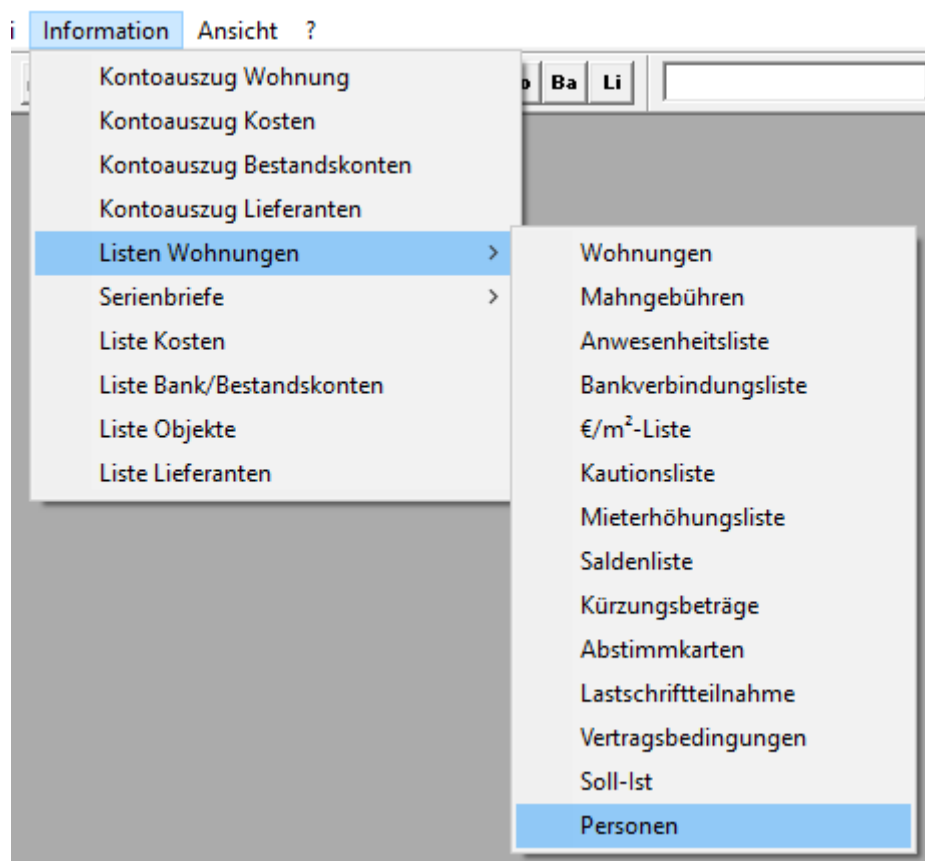 i Information Ansicht ?
Kontoauszug Wohnung
o Ba Li
Kontoauszug Kosten
Kontoauszug Bestandskonten
Kontoauszug Lieferanten
Listen Wohnungen >
Serienbriefe >
Liste Kosten
Liste Bank/Bestandskonten
Liste Objekte
Liste Lieferanten
Wohnungen
Mahngebühren
Anwesenheitsliste
Bankverbindungsliste
€/m²-Liste
Kautionsliste
Mieterhöhungsliste
Saldenliste
Kürzungsbeträge
Abstimmkarten
Lastschriftteilnahme
Vertragsbedingungen
Soll-Ist
Personen